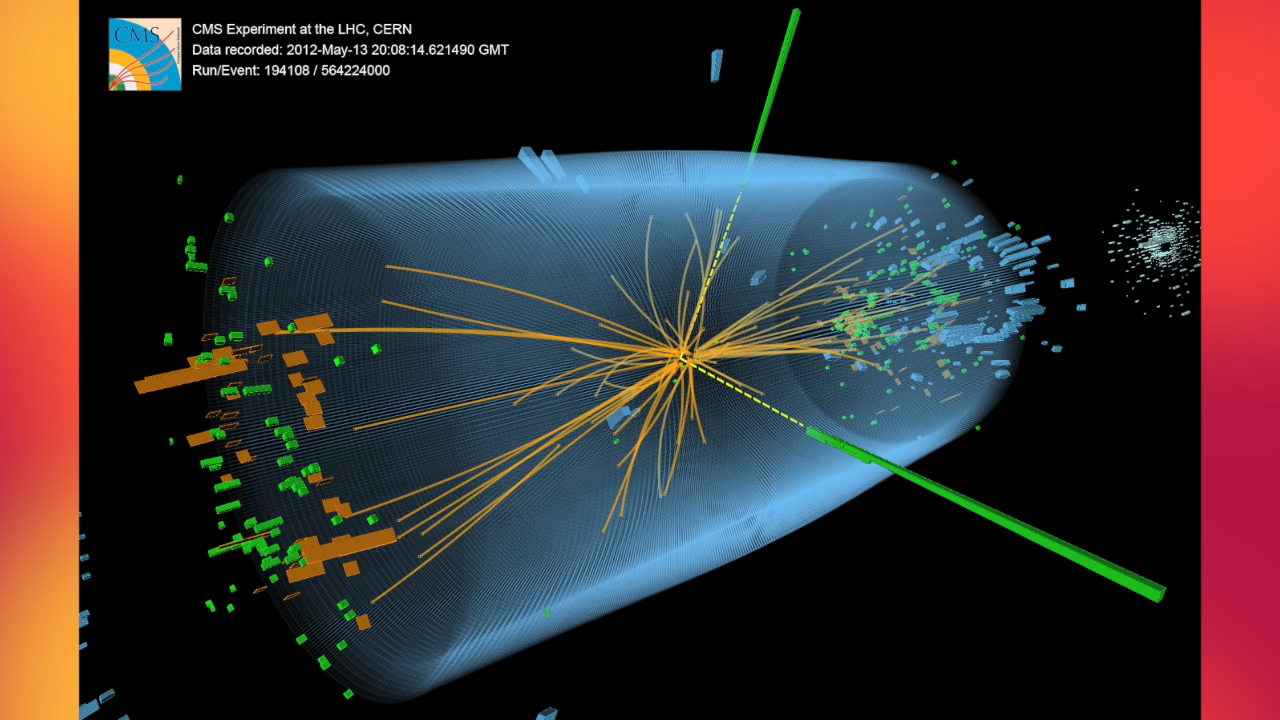 CMS
CMS Experiment at the LHC, CERN
Data recorded: 2012-May-13 20:08:14.621490 GMT
Run/Event: 194108 / 564224000